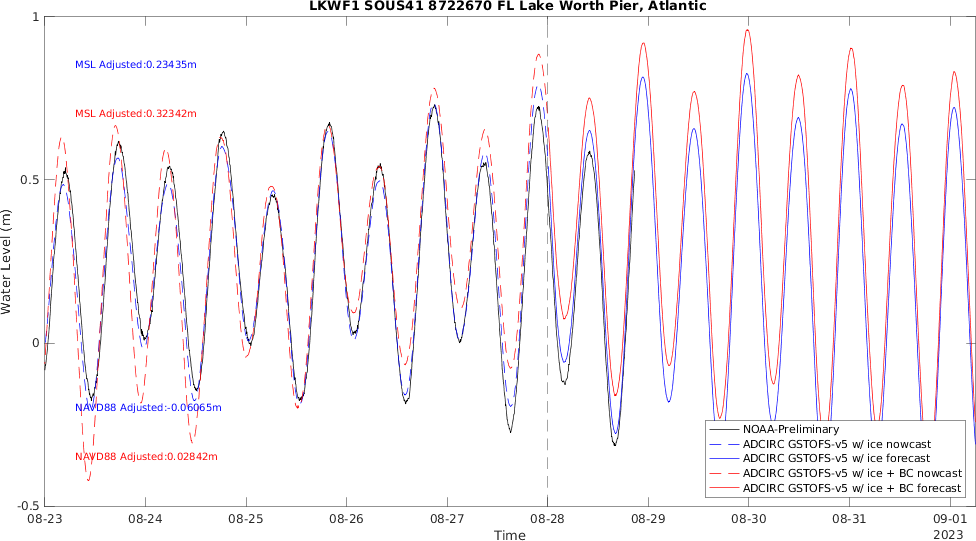 LKWF1 SOUS41 8722670 FL Lake Worth Pier, Atlantic
1
MSL Adjusted:0.23435m
MSL Adjusted:0.32342m
0.5
Water Level (m)
0
NAVD88 Adjusted:-0.06065m
NAVD88 Adjusted:0.02842m
NOAA-Preliminary
ADCIRC GSTOFS-v5 w/ ice nowcast
ADCIRC GSTOFS-v5 w/ ice forecast
ADCIRC GSTOFS-v5 w/ ice + BC nowcast
ADCIRC GSTOFS-v5 w/ ice + BC forecast
-0.5
08-23 08-24 08-25 08-26 08-27 08-28 08-29 08-30 08-31 09-01
Time 2023